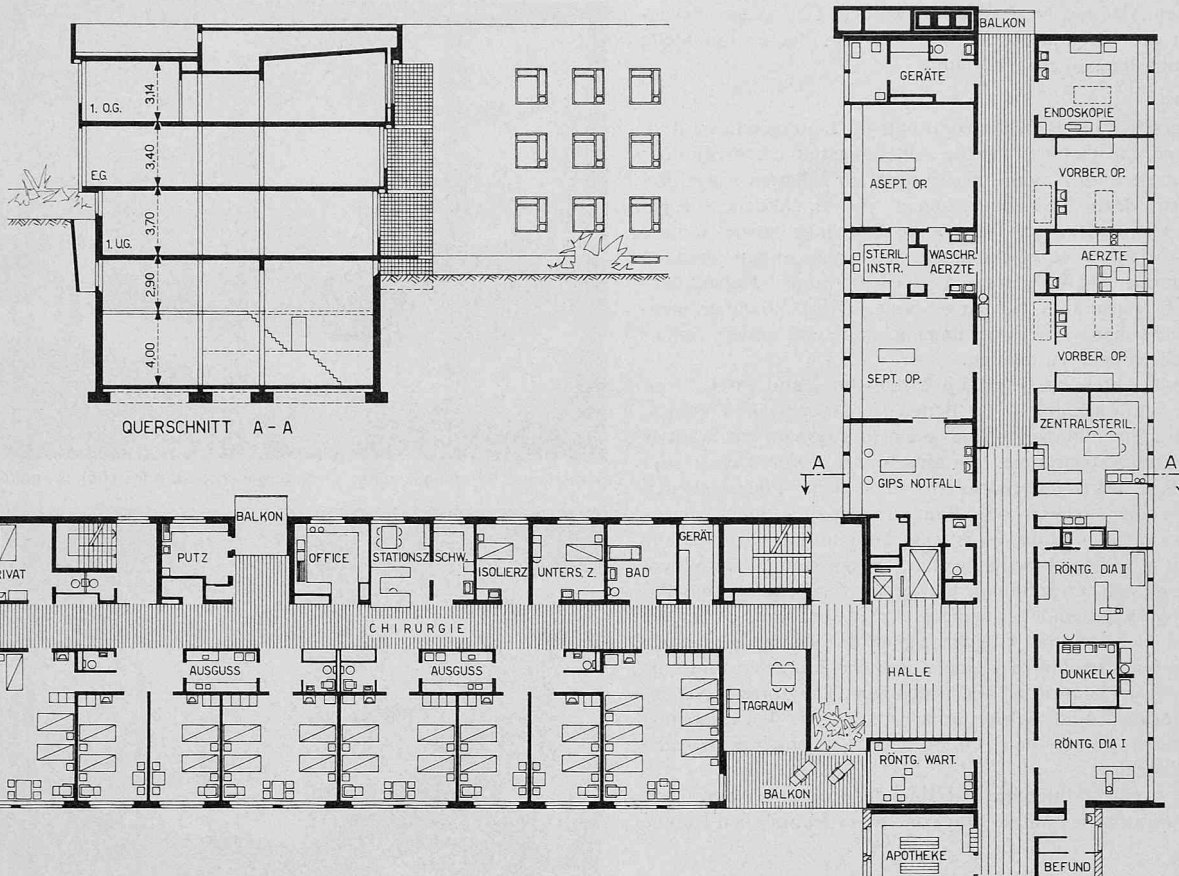 1. O.G.
3,14
E.G.
3,40
1. U.G.
3,70
2,90
4,00
QUERSCHNITT A - A
BALKON
GERÄTE
ENDOSKOPIE
ASEPT. OP.
VORBER. OP.
STERIL. INSTR.
WASCHR. AERZTE
AERZTE
SEPT. OP.
VORBER. OP.
ZENTRALSTERIL.
A
A
GIPS NOTFALL
BALKON
RIVAT
PUTZ
OFFICE
STATIONSZ.
SCHW.
ISOLIERZ.
UNTERS. Z.
BAD
GERÄT.
RÖNTG. DIA II
CHIRURGIE
AUSGUSS
AUSGUSS
HALLE
DUNKELK.
TAGRAUM
RÖNTG. DIA I
RÖNTG. WART.
BALKON
APOTHEKE
BEFUND